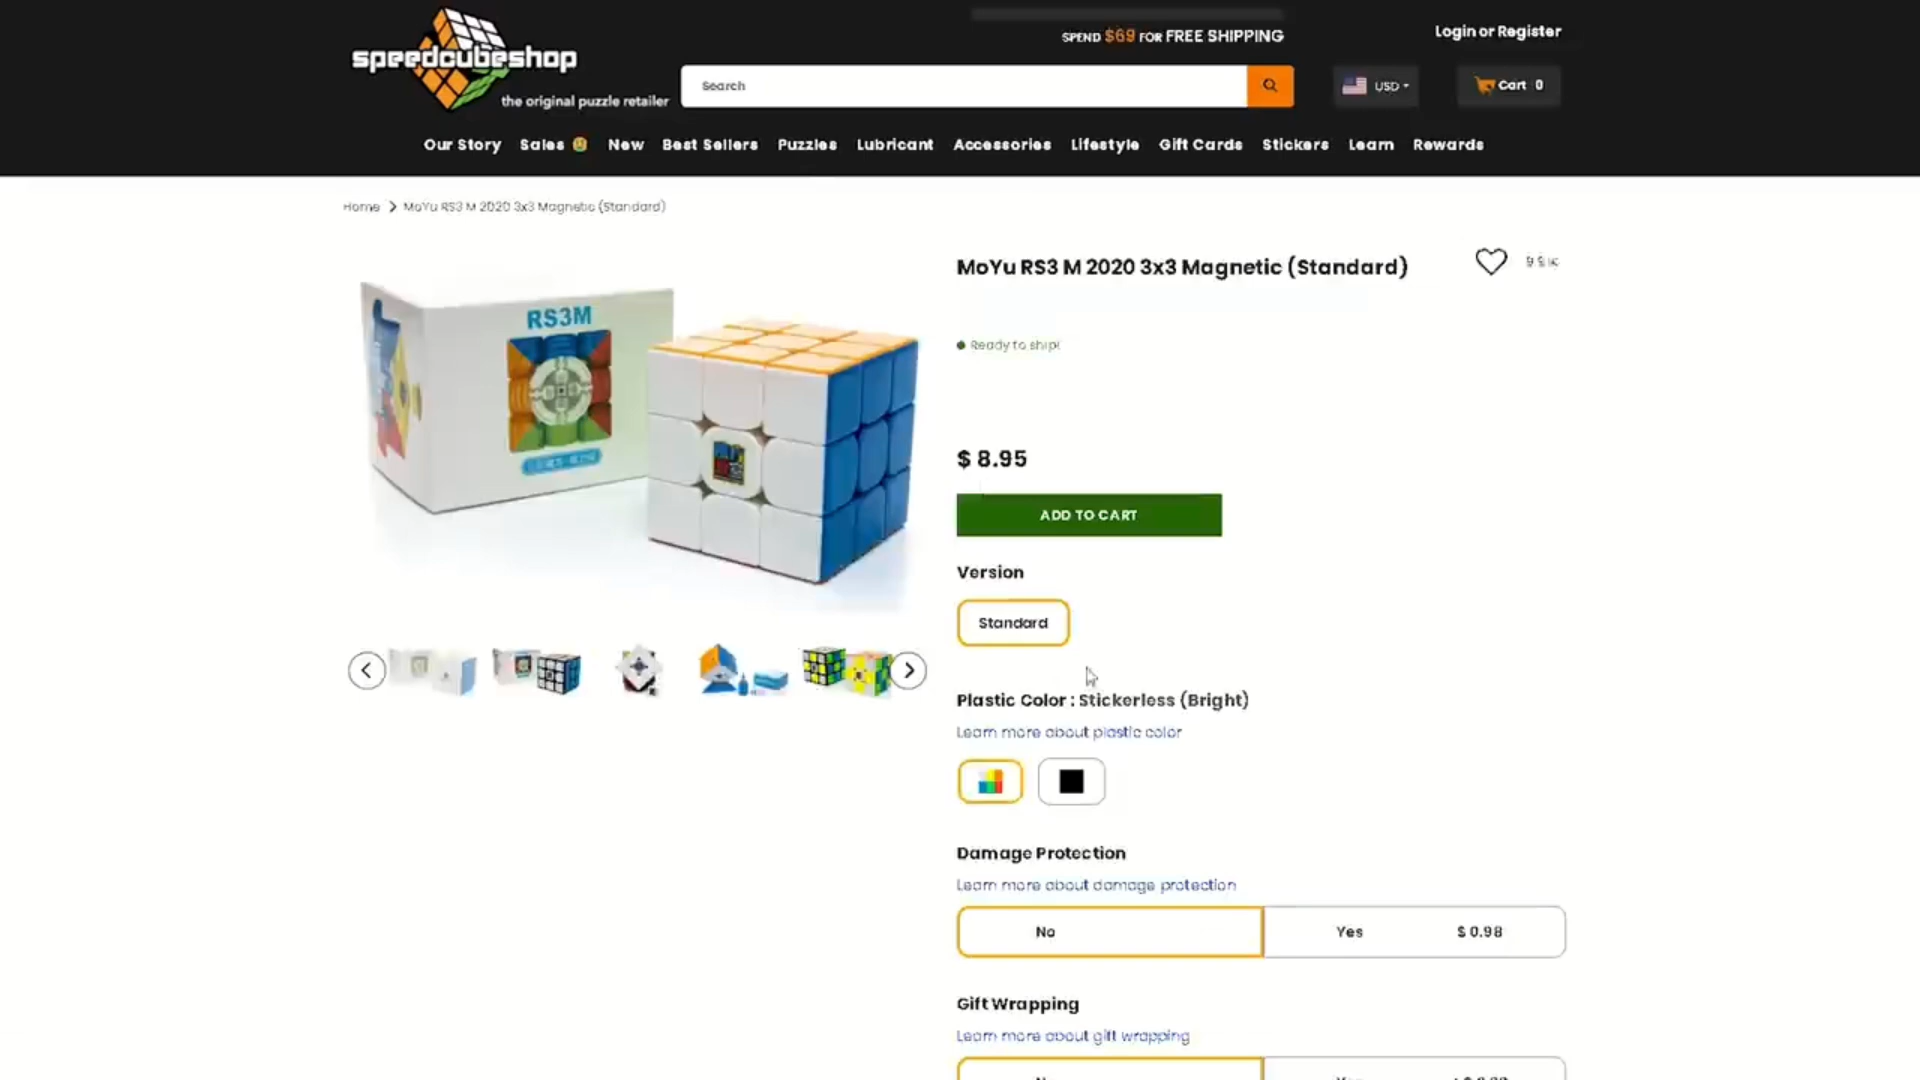 speedcubeshop
the original puzzle retailer
SPEND $69 FOR FREE SHIPPING
Login or Register
Search
USD
Cart 0
Our Story Sales New Best Sellers Puzzles Lubricant Accessories Lifestyle Gift Cards Stickers Learn Rewards
Home > MoYu RS3 M 2020 3x3 Magnetic (Standard)
MoYu RS3 M 2020 3x3 Magnetic (Standard)
RS3M
Ready to ship!
$ 8.95
ADD TO CART
Version
Standard
Plastic Color : Stickerless (Bright)
Learn more about plastic color
Damage Protection
Learn more about damage protection
No Yes $ 0.98
Gift Wrapping
Learn more about gift wrapping